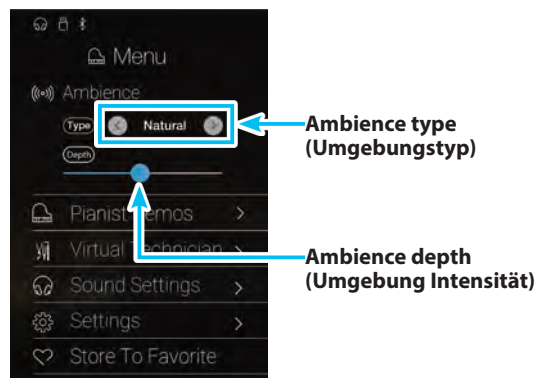 Menu
Ambience
Type
Natural
Ambience type
(Umgebungstyp)
Depth
Pianist Demos
Virtual Technician
Ambience depth
(Umgebung Intensität)
Sound Settings
Settings
Store To Favorite